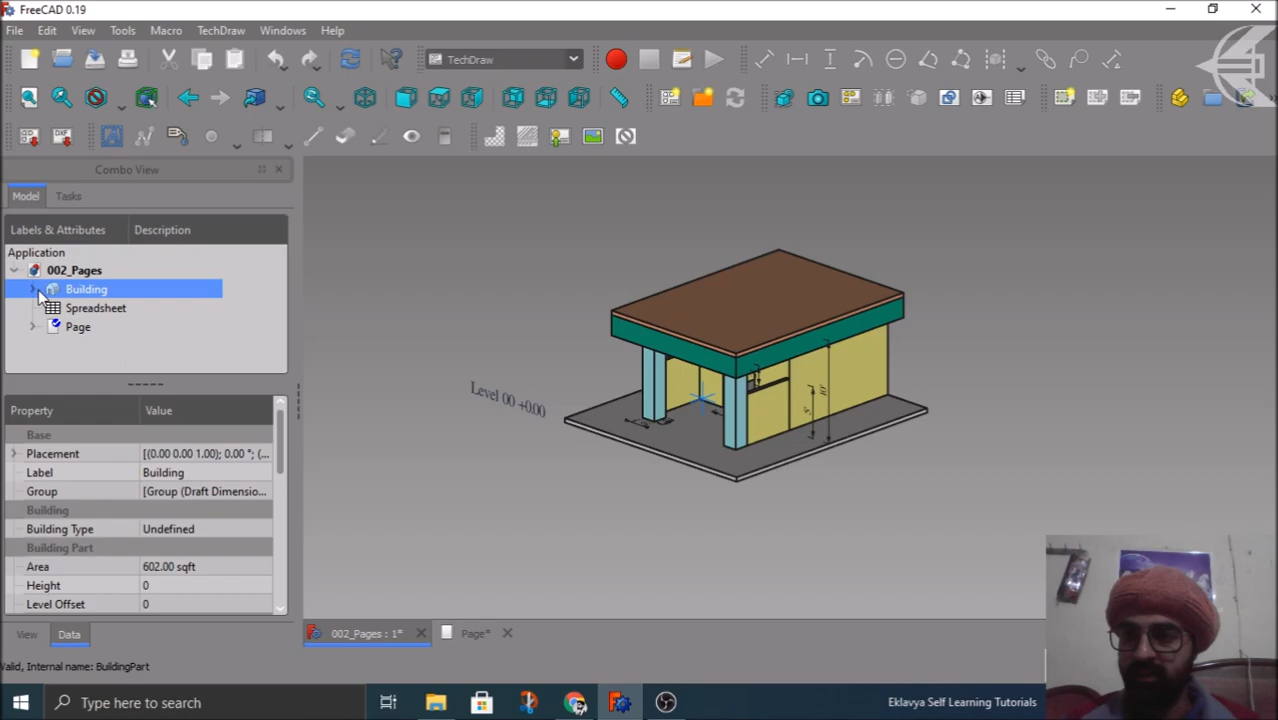 FreeCAD 0.19
File Edit View Tools Macro TechDraw Windows Help
TechDraw
Combo View
Model Tasks
Labels & Attributes Description
Application
002_Pages
Building
Spreadsheet
Page
Property Value
Base
Placement [(0.00 0.00 1.00); 0.00 °; (...
Label Building
Group [Group (Draft Dimensio...
Building
Building Type Undefined
Building Part
Area 602.00 sqft
Height 0
Level Offset 0
View Data
Level 00 +0.00
5'
10'
002_Pages : 1*
Page*
Valid, Internal name: BuildingPart
Type here to search
Eklavya Self Learning Tutorials